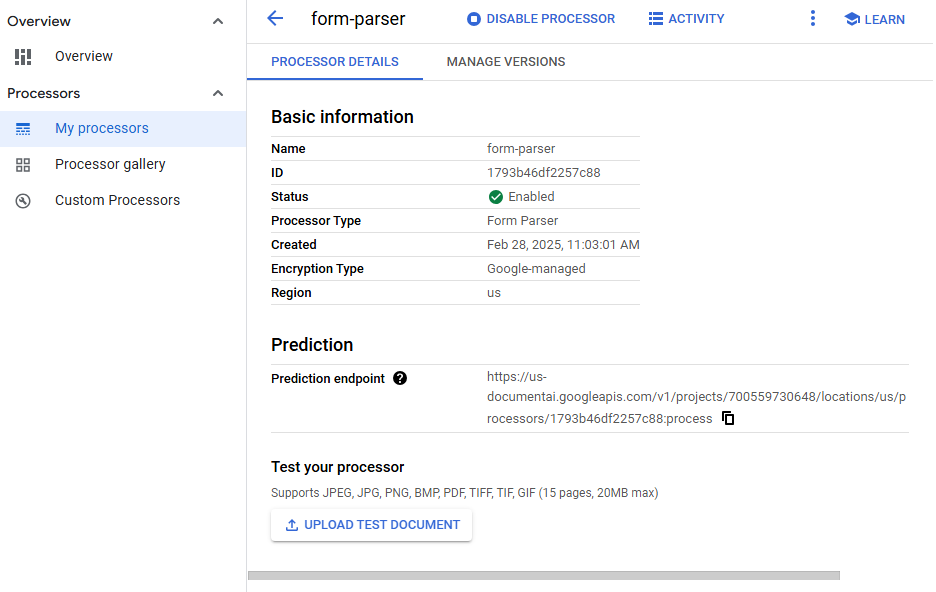 Overview
Overview
Processors
My processors
Processor gallery
Custom Processors
form-parser
DISABLE PROCESSOR
ACTIVITY
LEARN
PROCESSOR DETAILS
MANAGE VERSIONS
Basic information
Name form-parser
ID 1793b46df2257c88
Status Enabled
Processor Type Form Parser
Created Feb 28, 2025, 11:03:01 AM
Encryption Type Google-managed
Region us
Prediction
Prediction endpoint ? https://us-
documentai.googleapis.com/v1/projects/700559730648/locations/us/p
rocessors/1793b46df2257c88:process
Test your processor
Supports JPEG, JPG, PNG, BMP, PDF, TIFF, TIF, GIF (15 pages, 20MB max)
UPLOAD TEST DOCUMENT